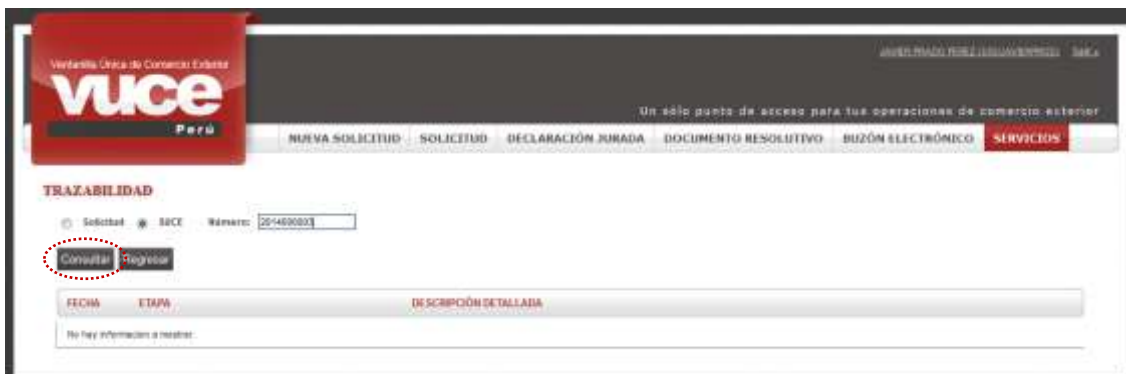 Ventanilla Única de Comercio Exterior
vuce
Perú
Salir
Un sólo punto de acceso para tus operaciones de comercio exterior
NUEVA SOLICITUD SOLICITUD DECLARACIÓN JURADA DOCUMENTO RESOLUTIVO BUZÓN ELECTRÓNICO SERVICIOS
TRAZABILIDAD
Solicitud SUCE Número:
Consultar Regresar
FECHA ETAPA DESCRIPCIÓN DETALLADA
No hay informacion a mostrar.